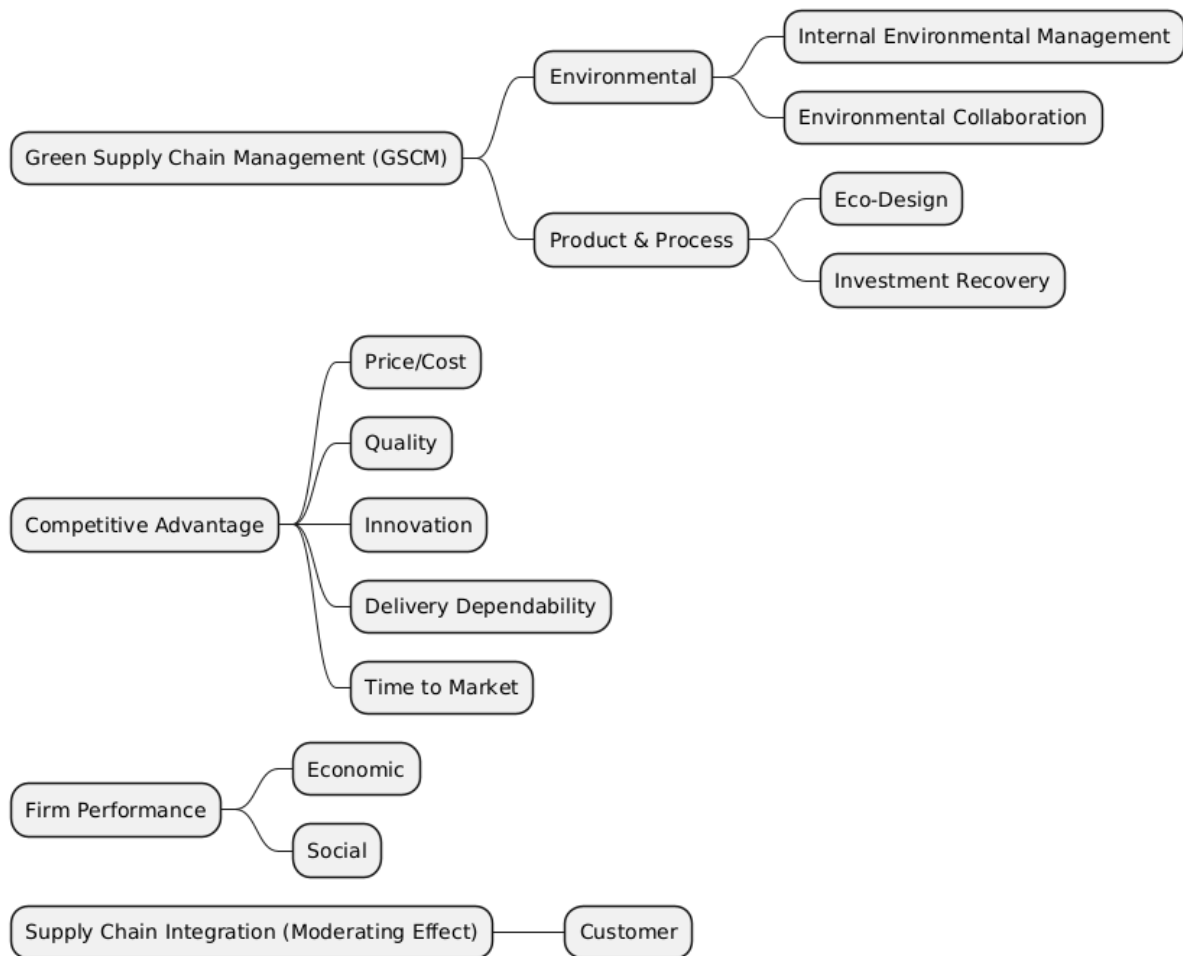 Internal Environmental Management
Environmental
Environmental Collaboration
Green Supply Chain Management (GSCM)
Eco-Design
Product & Process
Investment Recovery
Price/Cost
Quality
Competitive Advantage
Innovation
Delivery Dependability
Time to Market
Economic
Firm Performance
Social
Supply Chain Integration (Moderating Effect)
Customer